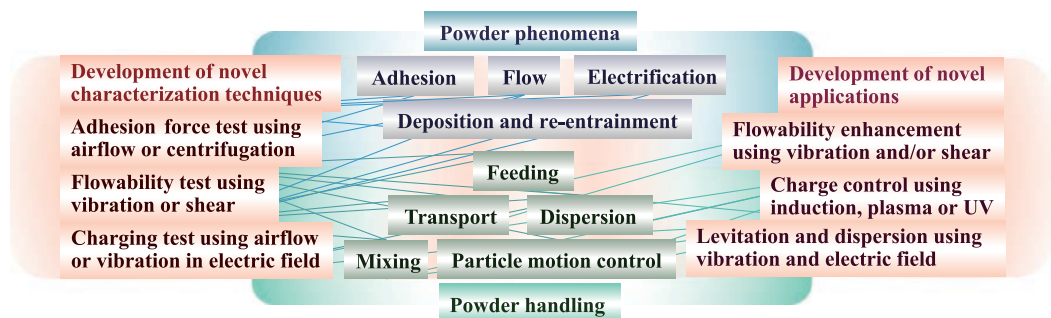 Powder phenomena
Development of novel
characterization techniques
Adhesion force test using
airflow or centrifugation
Flowability test using
vibration or shear
Charging test using airflow
or vibration in electric field
Adhesion
Flow
Electrification
Deposition and re-entrainment
Feeding
Transport
Dispersion
Mixing
Particle motion control
Powder handling
Development of novel
applications
Flowability enhancement
using vibration and/or shear
Charge control using
induction, plasma or UV
Levitation and dispersion using
vibration and electric field